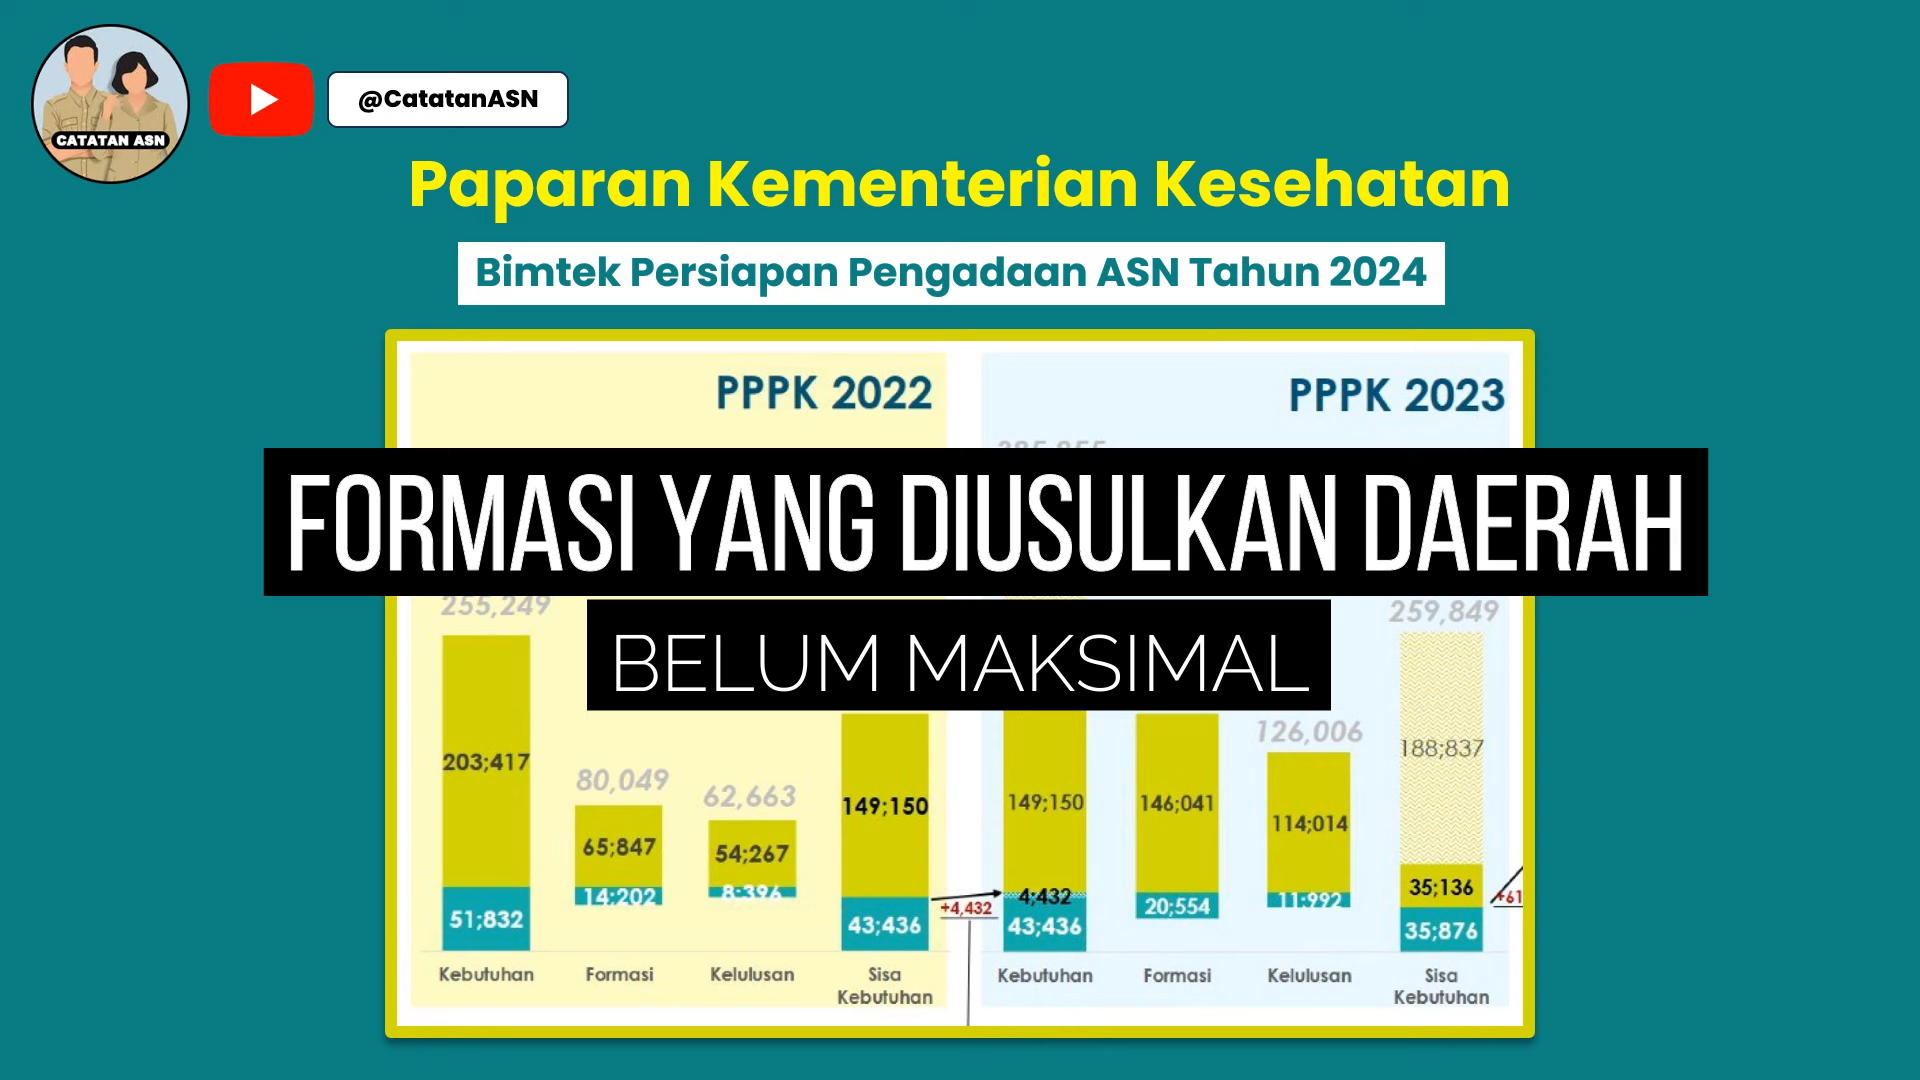 CATATAN ASN
@CatatanASN
Paparan Kementerian Kesehatan
Bimtek Persiapan Pengadaan ASN Tahun 2024
PPPK 2022
PPPK 2023
FORMASI YANG DIUSULKAN DAERAH
BELUM MAKSIMAL
255,249
203;417
51;832
80,049
65;847
14;202
62,663
54;267
8;396
149;150
43;436
+4,432
149;150
4;432
43;436
146;041
20;554
126,006
114;014
11;992
259,849
188;837
35;136
35;876
+61
Kebutuhan
Formasi
Kelulusan
Sisa
Kebutuhan
Kebutuhan
Formasi
Kelulusan
Sisa
Kebutuhan